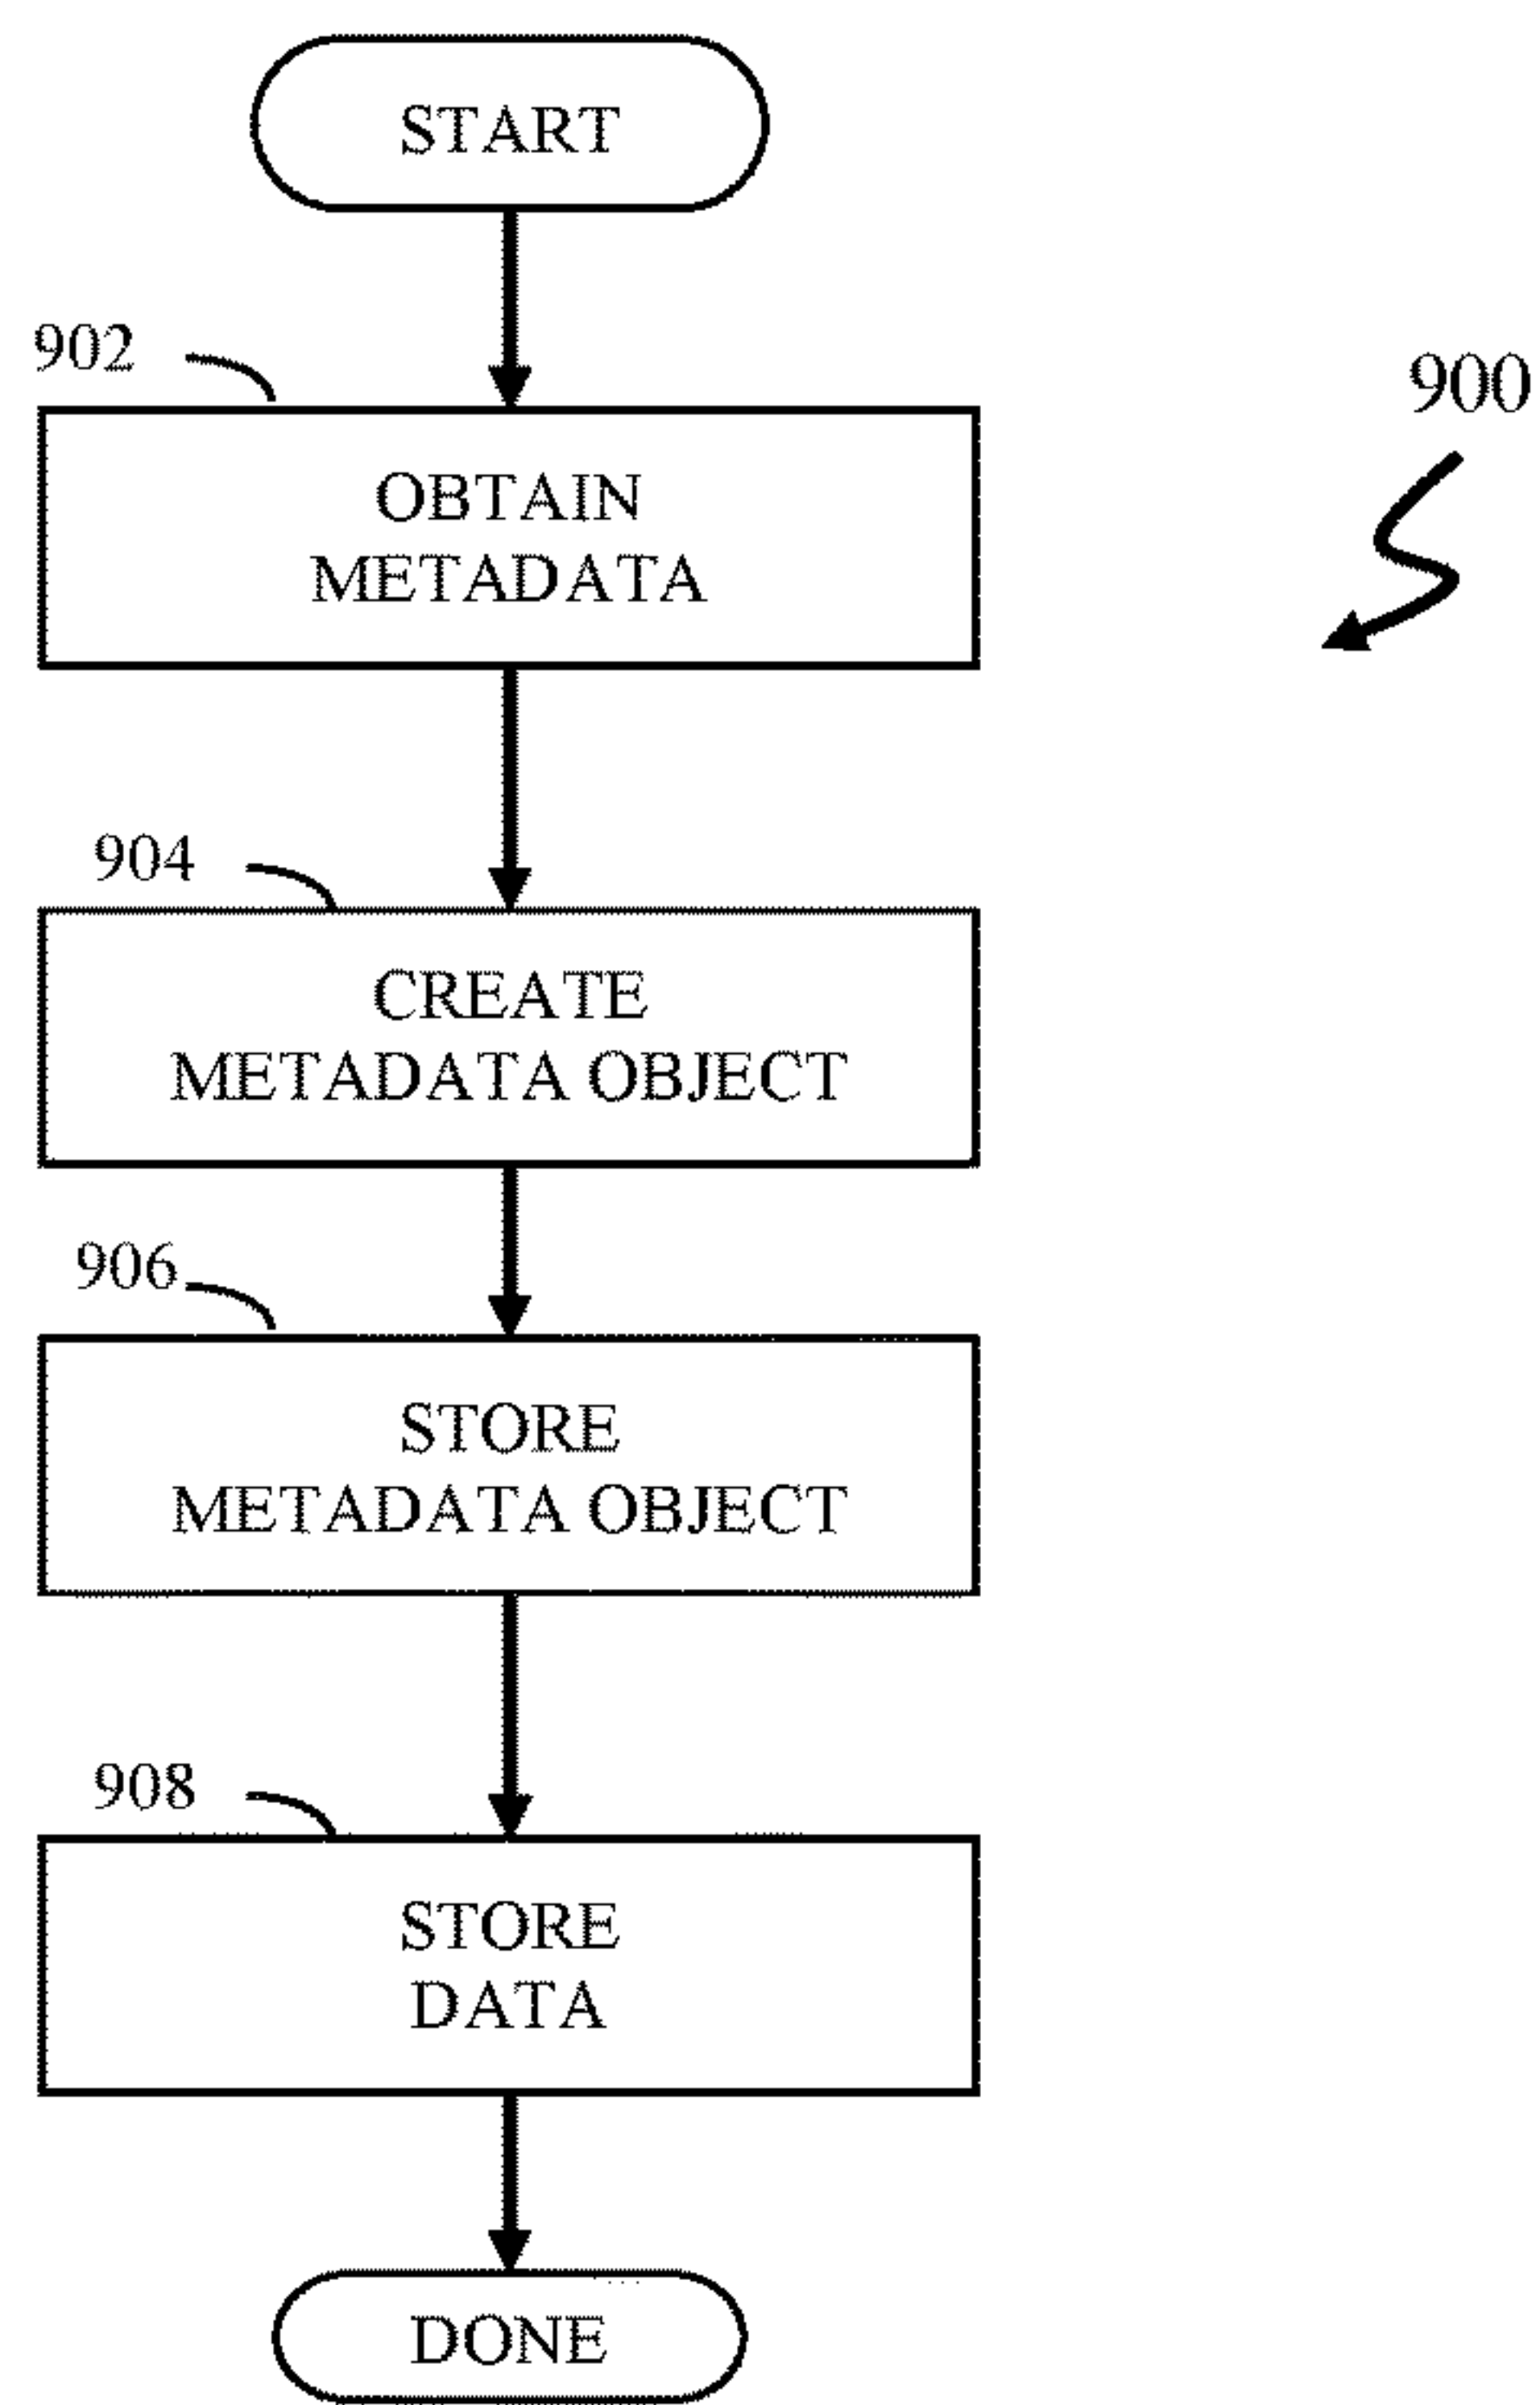 START
902
900
OBTAIN
METADATA
904
CREATE
METADATA OBJECT
906
STORE
METADATA OBJECT
908
STORE
DATA
DONE